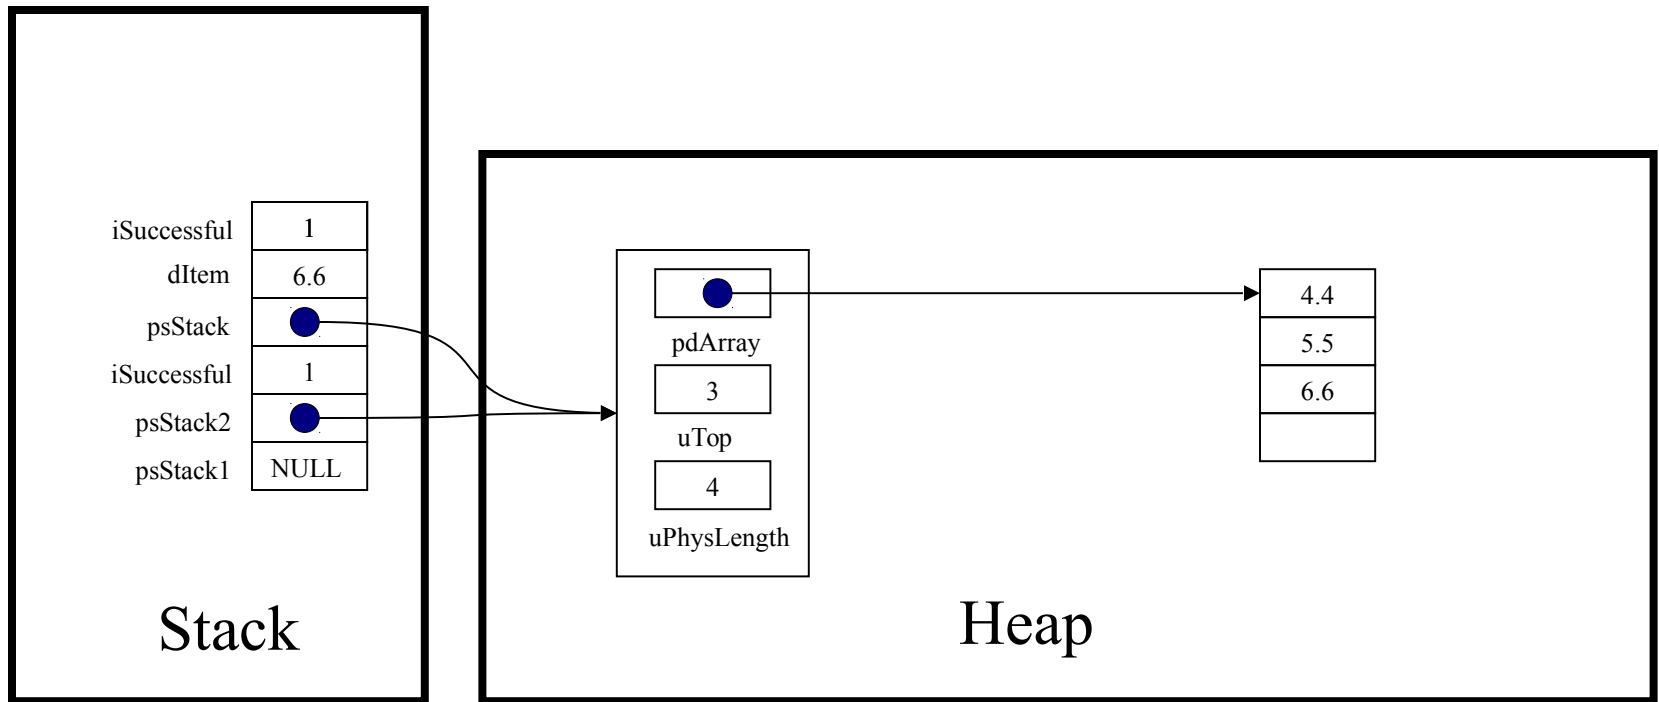 iSuccessful 1
dItem 6.6
psStack
iSuccessful 1
psStack2
psStack1 NULL
Stack
pdArray
3
uTop
4
uPhysLength
4.4
5.5
6.6
Heap